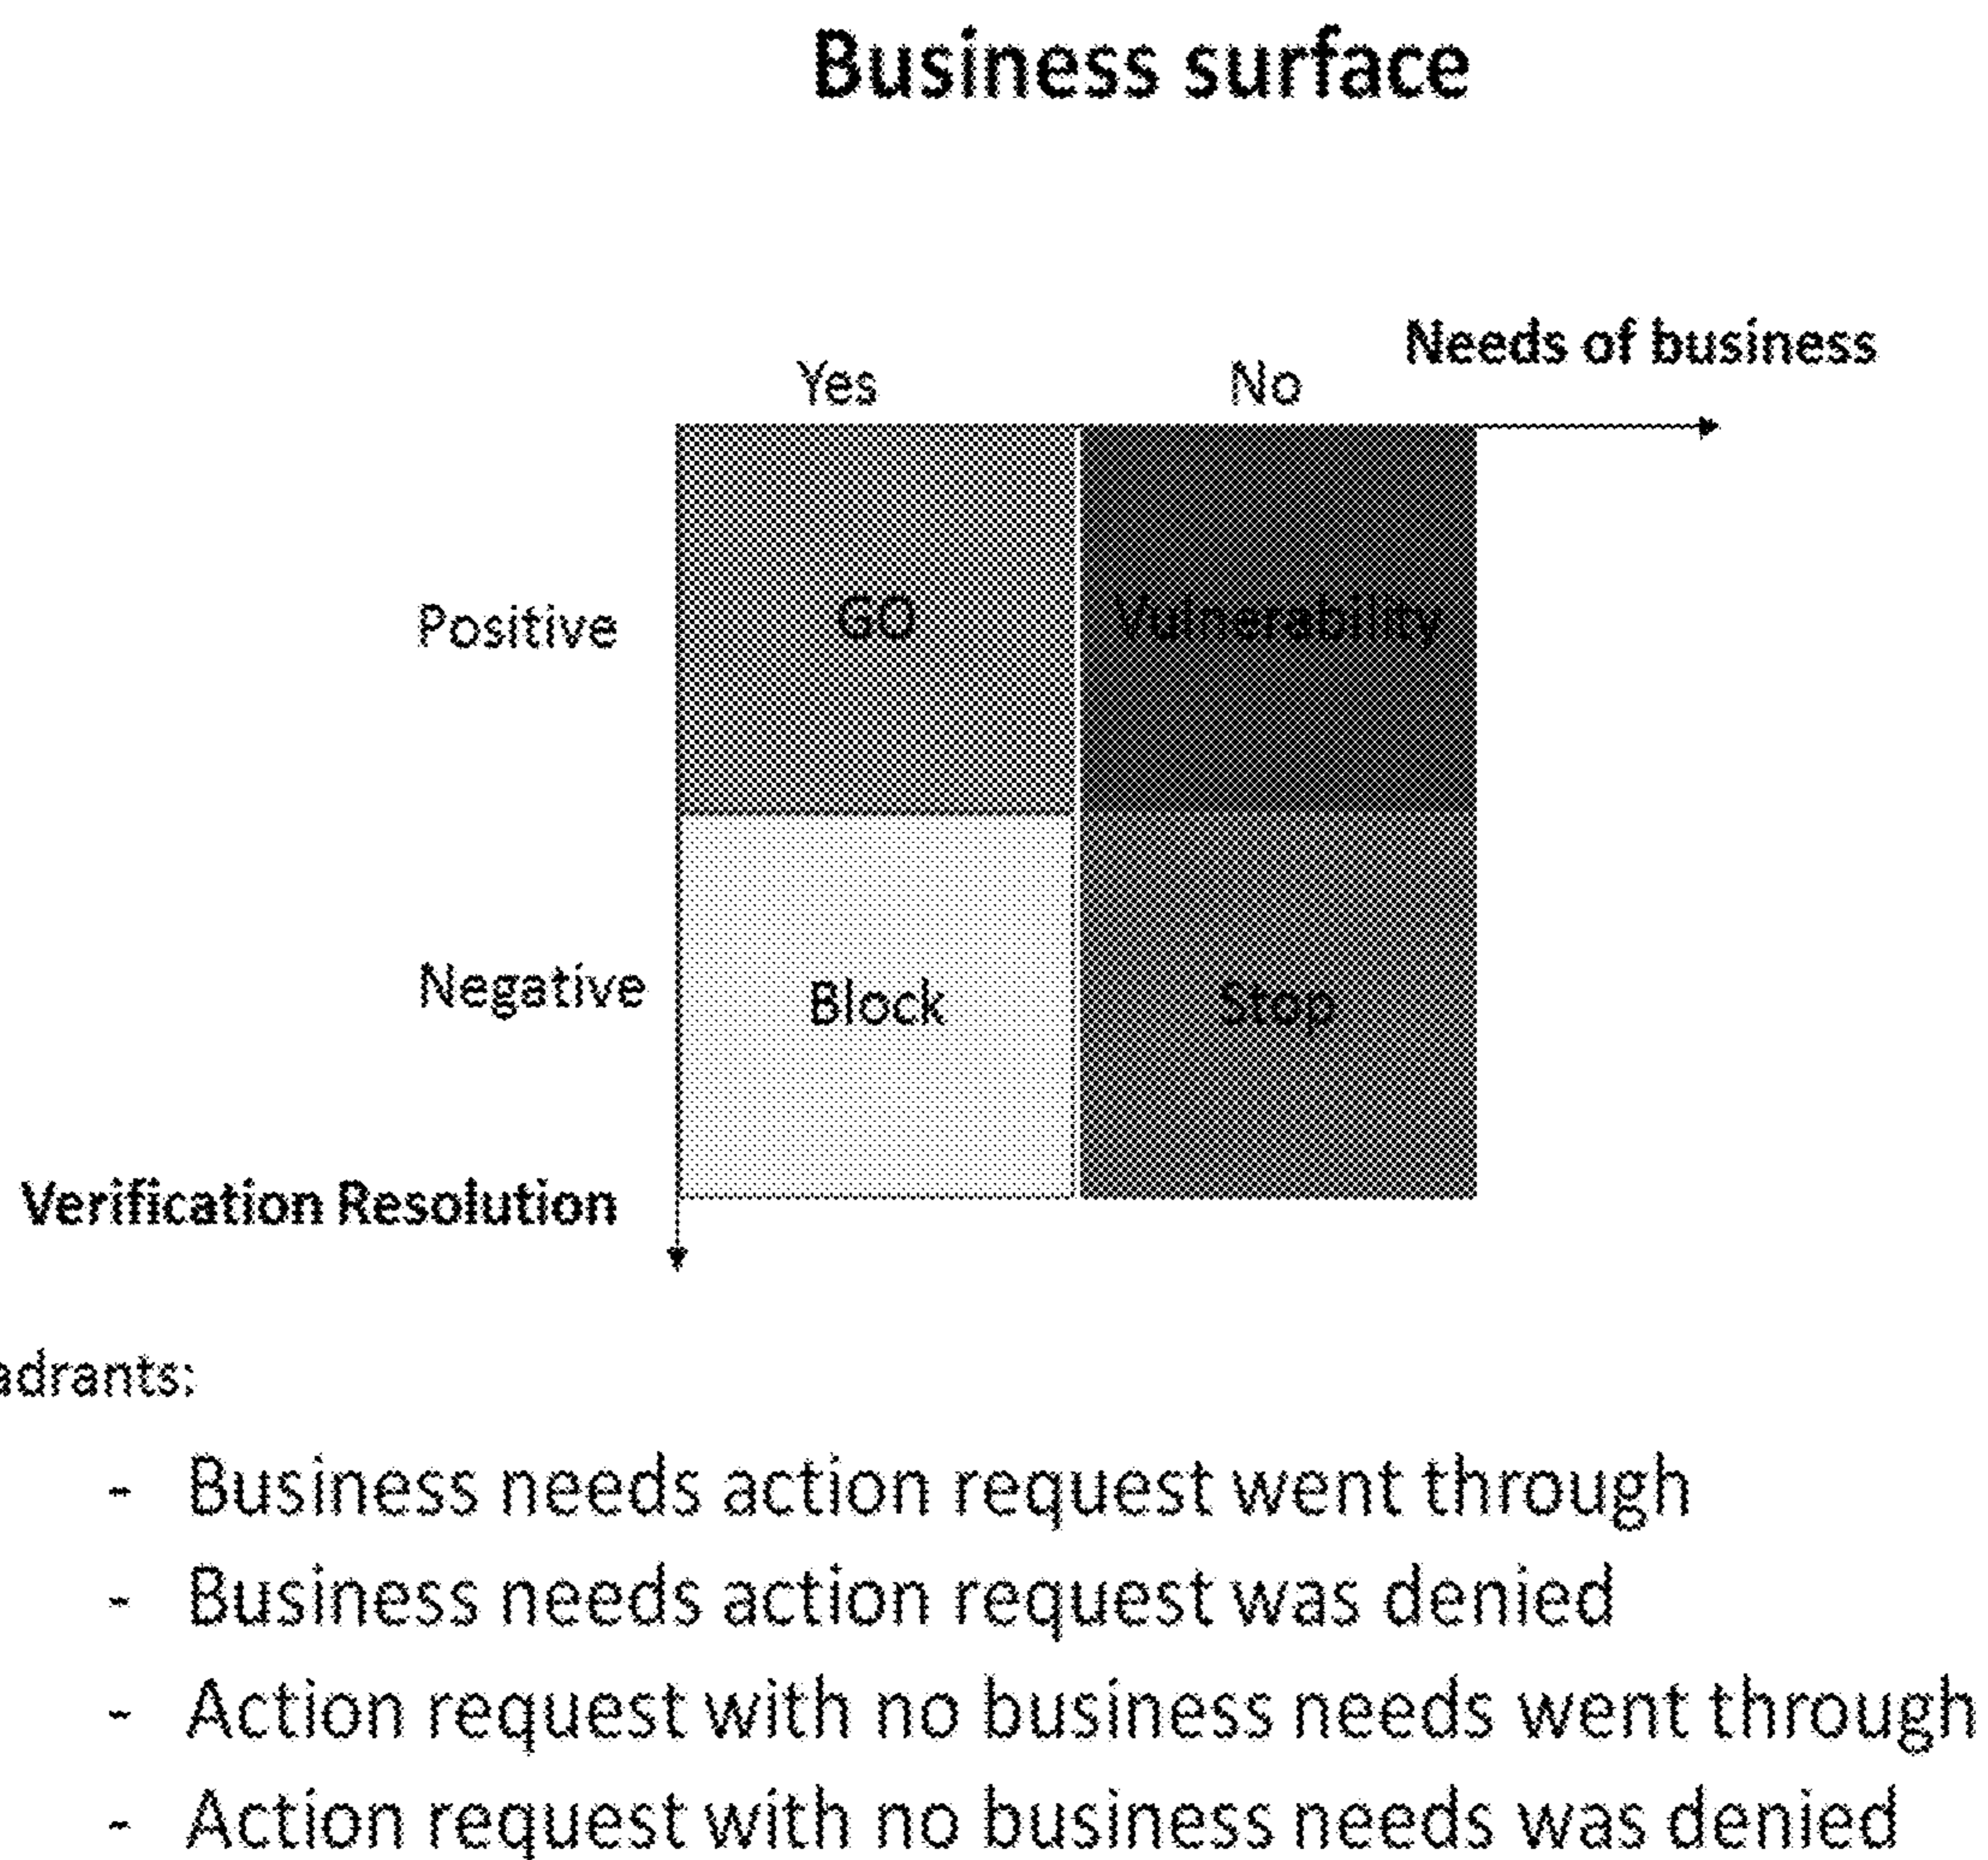 Business surface
Needs of business
Yes No
Positive GO Vulnerability
Negative Block Stop
Verification Resolution
adrants:
- Business needs action request went through
- Business needs action request was denied
- Action request with no business needs went through
- Action request with no business needs was denied